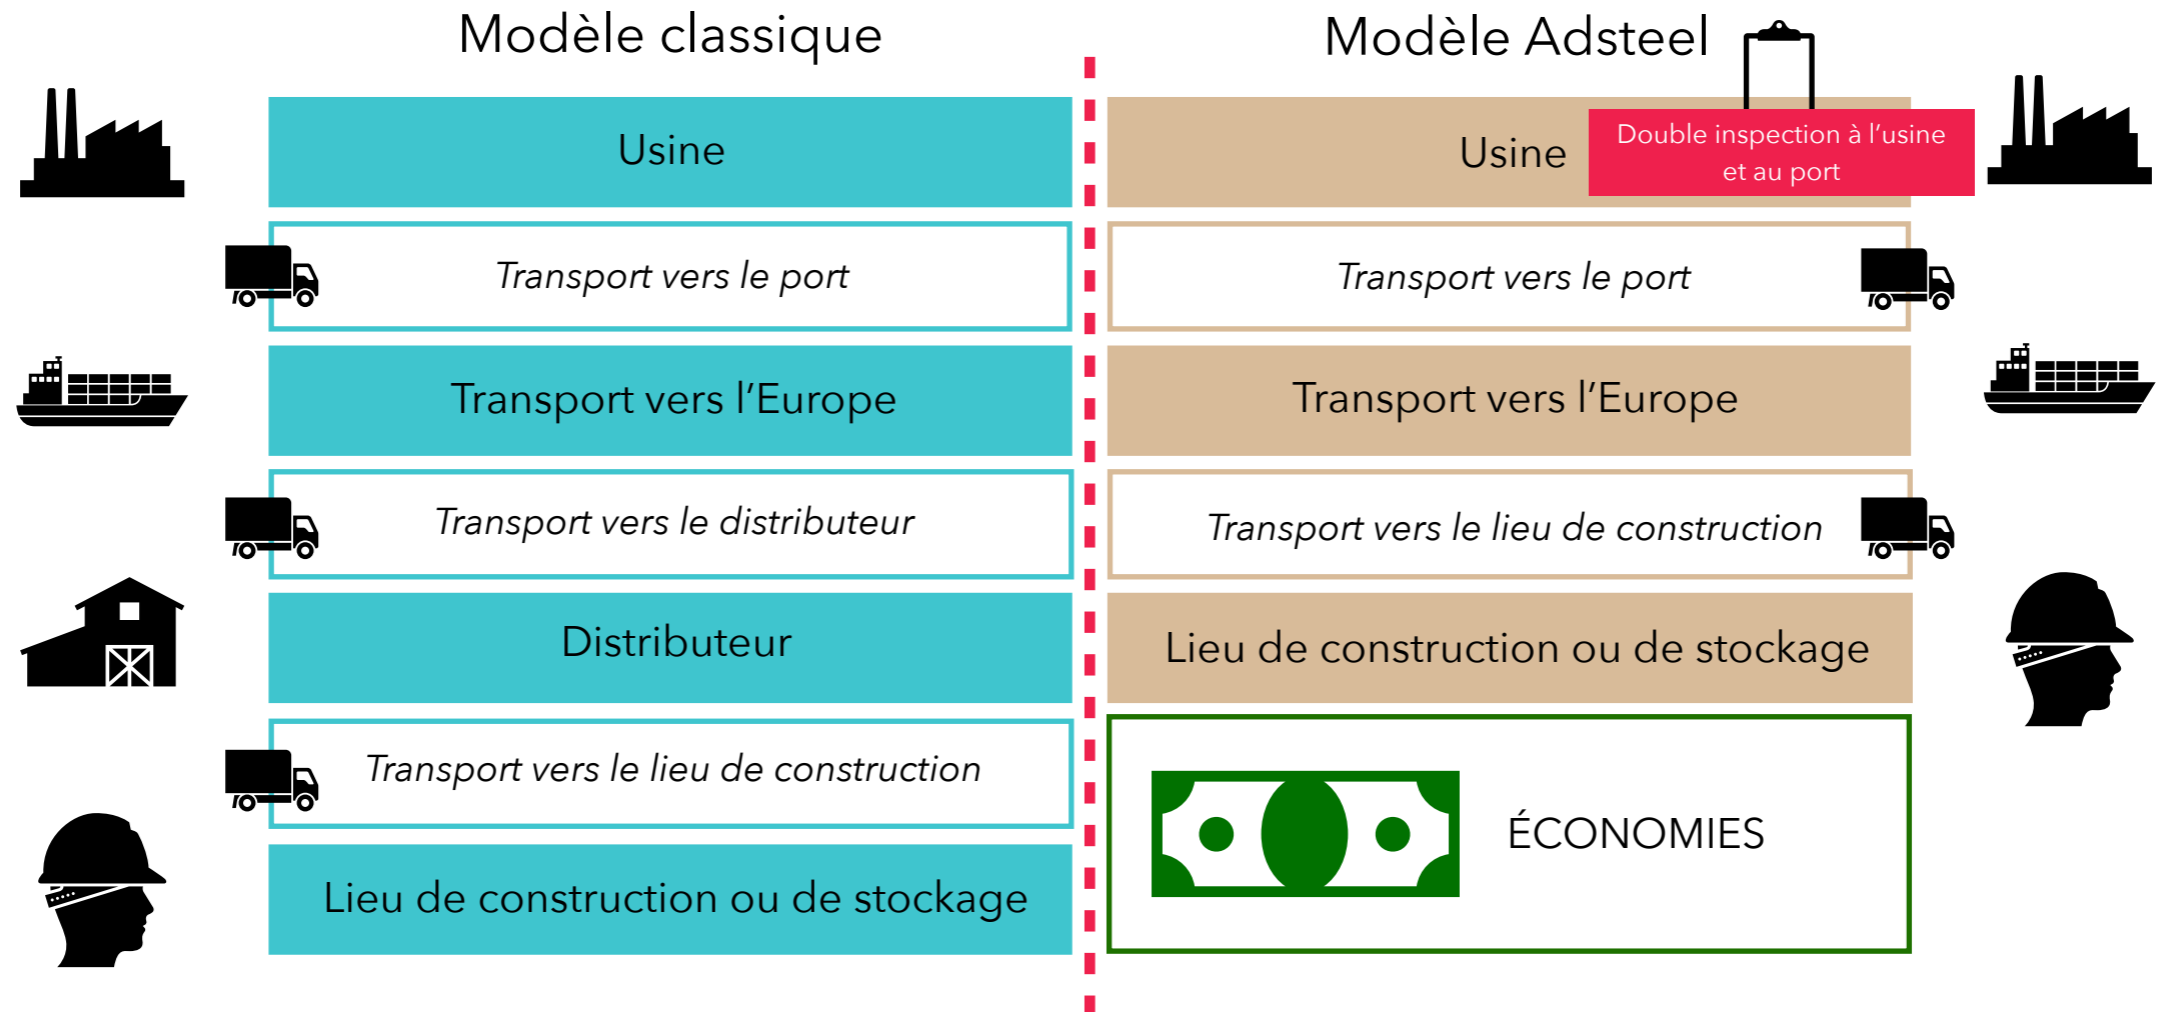 Modèle classique
Usine
Transport vers le port
Transport vers l’Europe
Transport vers le distributeur
Distributeur
Transport vers le lieu de construction
Lieu de construction ou de stockage
Modèle Adsteel
Usine
Double inspection à l’usine
et au port
Transport vers le port
Transport vers l’Europe
Transport vers le lieu de construction
Lieu de construction ou de stockage
ÉCONOMIES